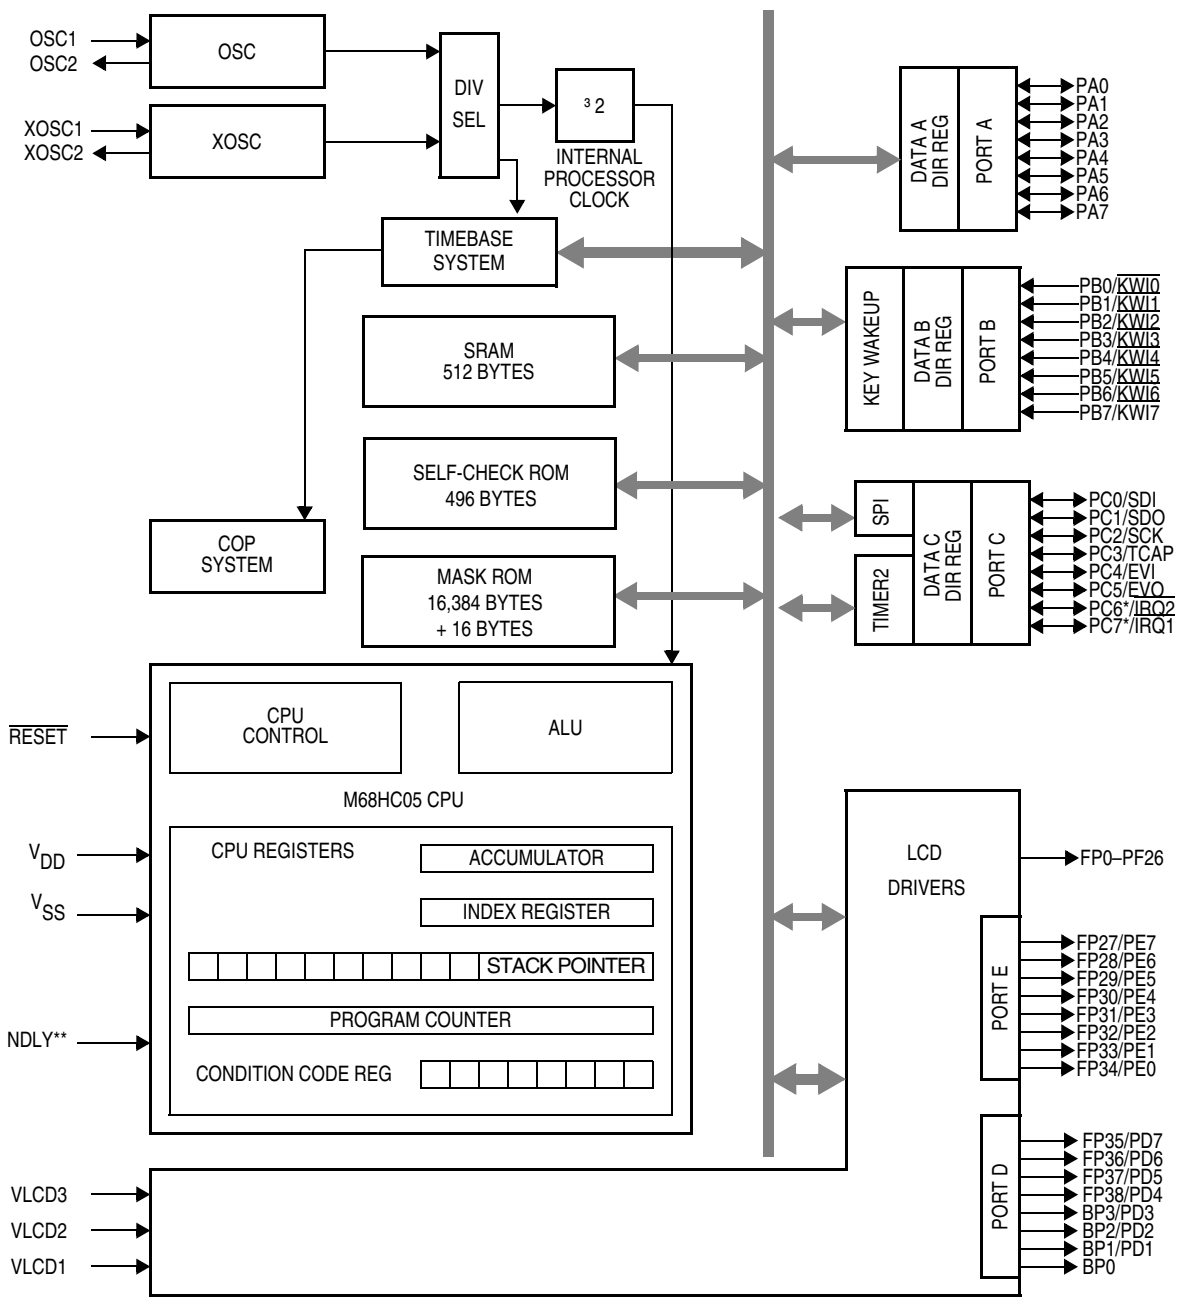 OSC1
OSC2
OSC
XOSC1
XOSC2
XOSC
DIV
SEL
³ 2
INTERNAL
PROCESSOR
CLOCK
TIMEBASE
SYSTEM
SRAM
512 BYTES
SELF-CHECK ROM
496 BYTES
COP
SYSTEM
MASK ROM
16,384 BYTES
+ 16 BYTES
DATA A
DIR REG
PORT A
PA0
PA1
PA2
PA3
PA4
PA5
PA6
PA7
KEY WAKEUP
DATA B
DIR REG
PORT B
PB0/KWI0
PB1/KWI1
PB2/KWI2
PB3/KWI3
PB4/KWI4
PB5/KWI5
PB6/KWI6
PB7/KWI7
SPI
TIMER2
DATA C
DIR REG
PORT C
PC0/SDI
PC1/SDO
PC2/SCK
PC3/TCAP
PC4/EVI
PC5/EVO
PC6*/IRQ2
PC7*/IRQ1
RESET
VDD
VSS
NDLY**
CPU
CONTROL
ALU
M68HC05 CPU
CPU REGISTERS
ACCUMULATOR
INDEX REGISTER
STACK POINTER
PROGRAM COUNTER
CONDITION CODE REG
LCD
DRIVERS
FP0–PF26
PORT E
FP27/PE7
FP28/PE6
FP29/PE5
FP30/PE4
FP31/PE3
FP32/PE2
FP33/PE1
FP34/PE0
PORT D
FP35/PD7
FP36/PD6
FP37/PD5
FP38/PD4
BP3/PD3
BP2/PD2
BP1/PD1
BP0
VLCD3
VLCD2
VLCD1